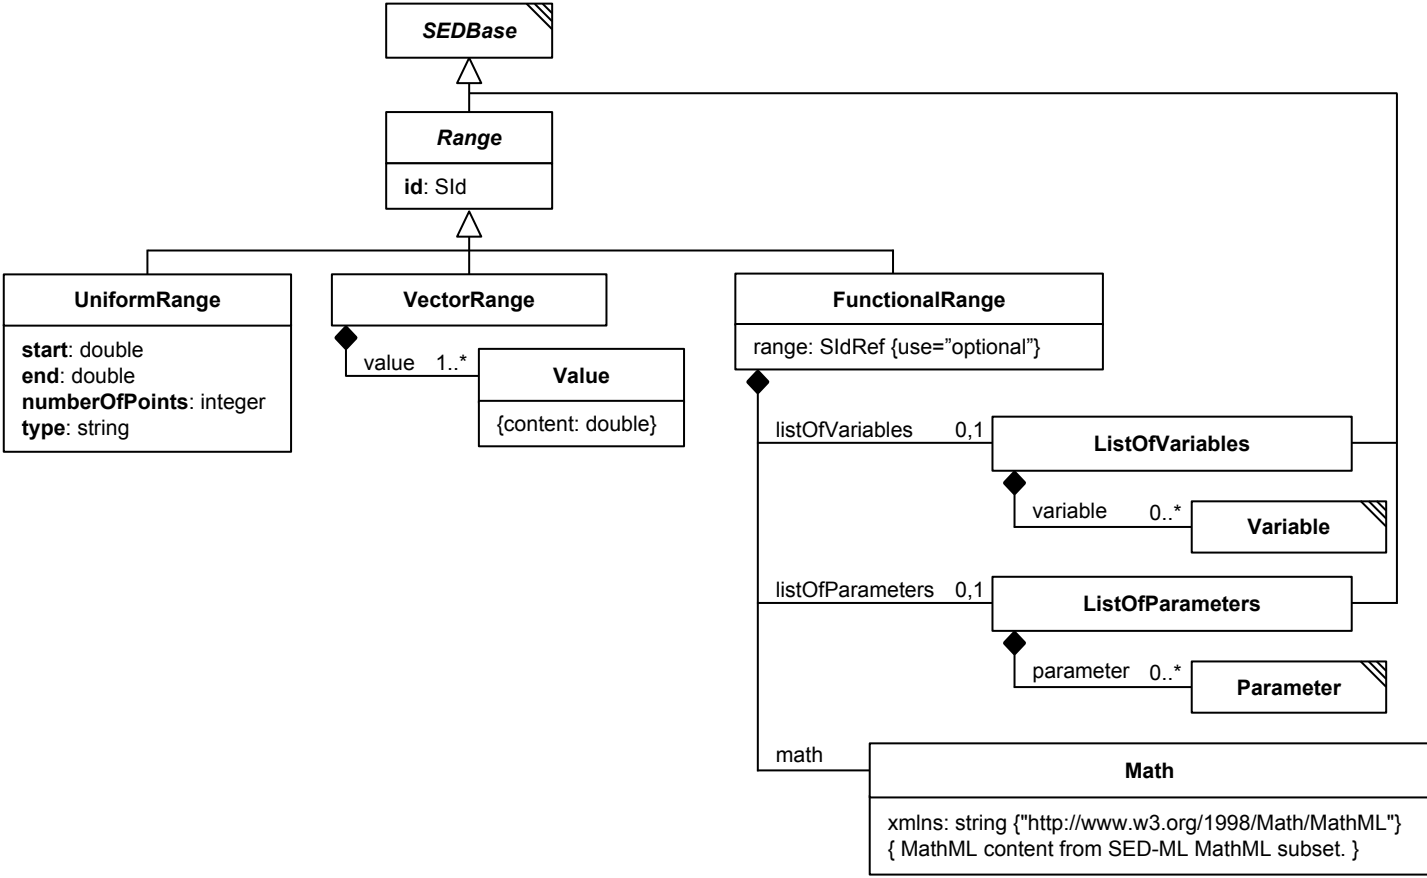 SEDBase
Range
id: SId
UniformRange
start: double
end: double
numberOfPoints: integer
type: string
VectorRange
value 1..*
Value
{content: double}
FunctionalRange
range: SIdRef {use=”optional”}
listOfVariables 0,1
ListOfVariables
variable 0..*
Variable
listOfParameters 0,1
ListOfParameters
parameter 0..*
Parameter
math
Math
xmlns: string {"http://www.w3.org/1998/Math/MathML"}
{ MathML content from SED-ML MathML subset. }